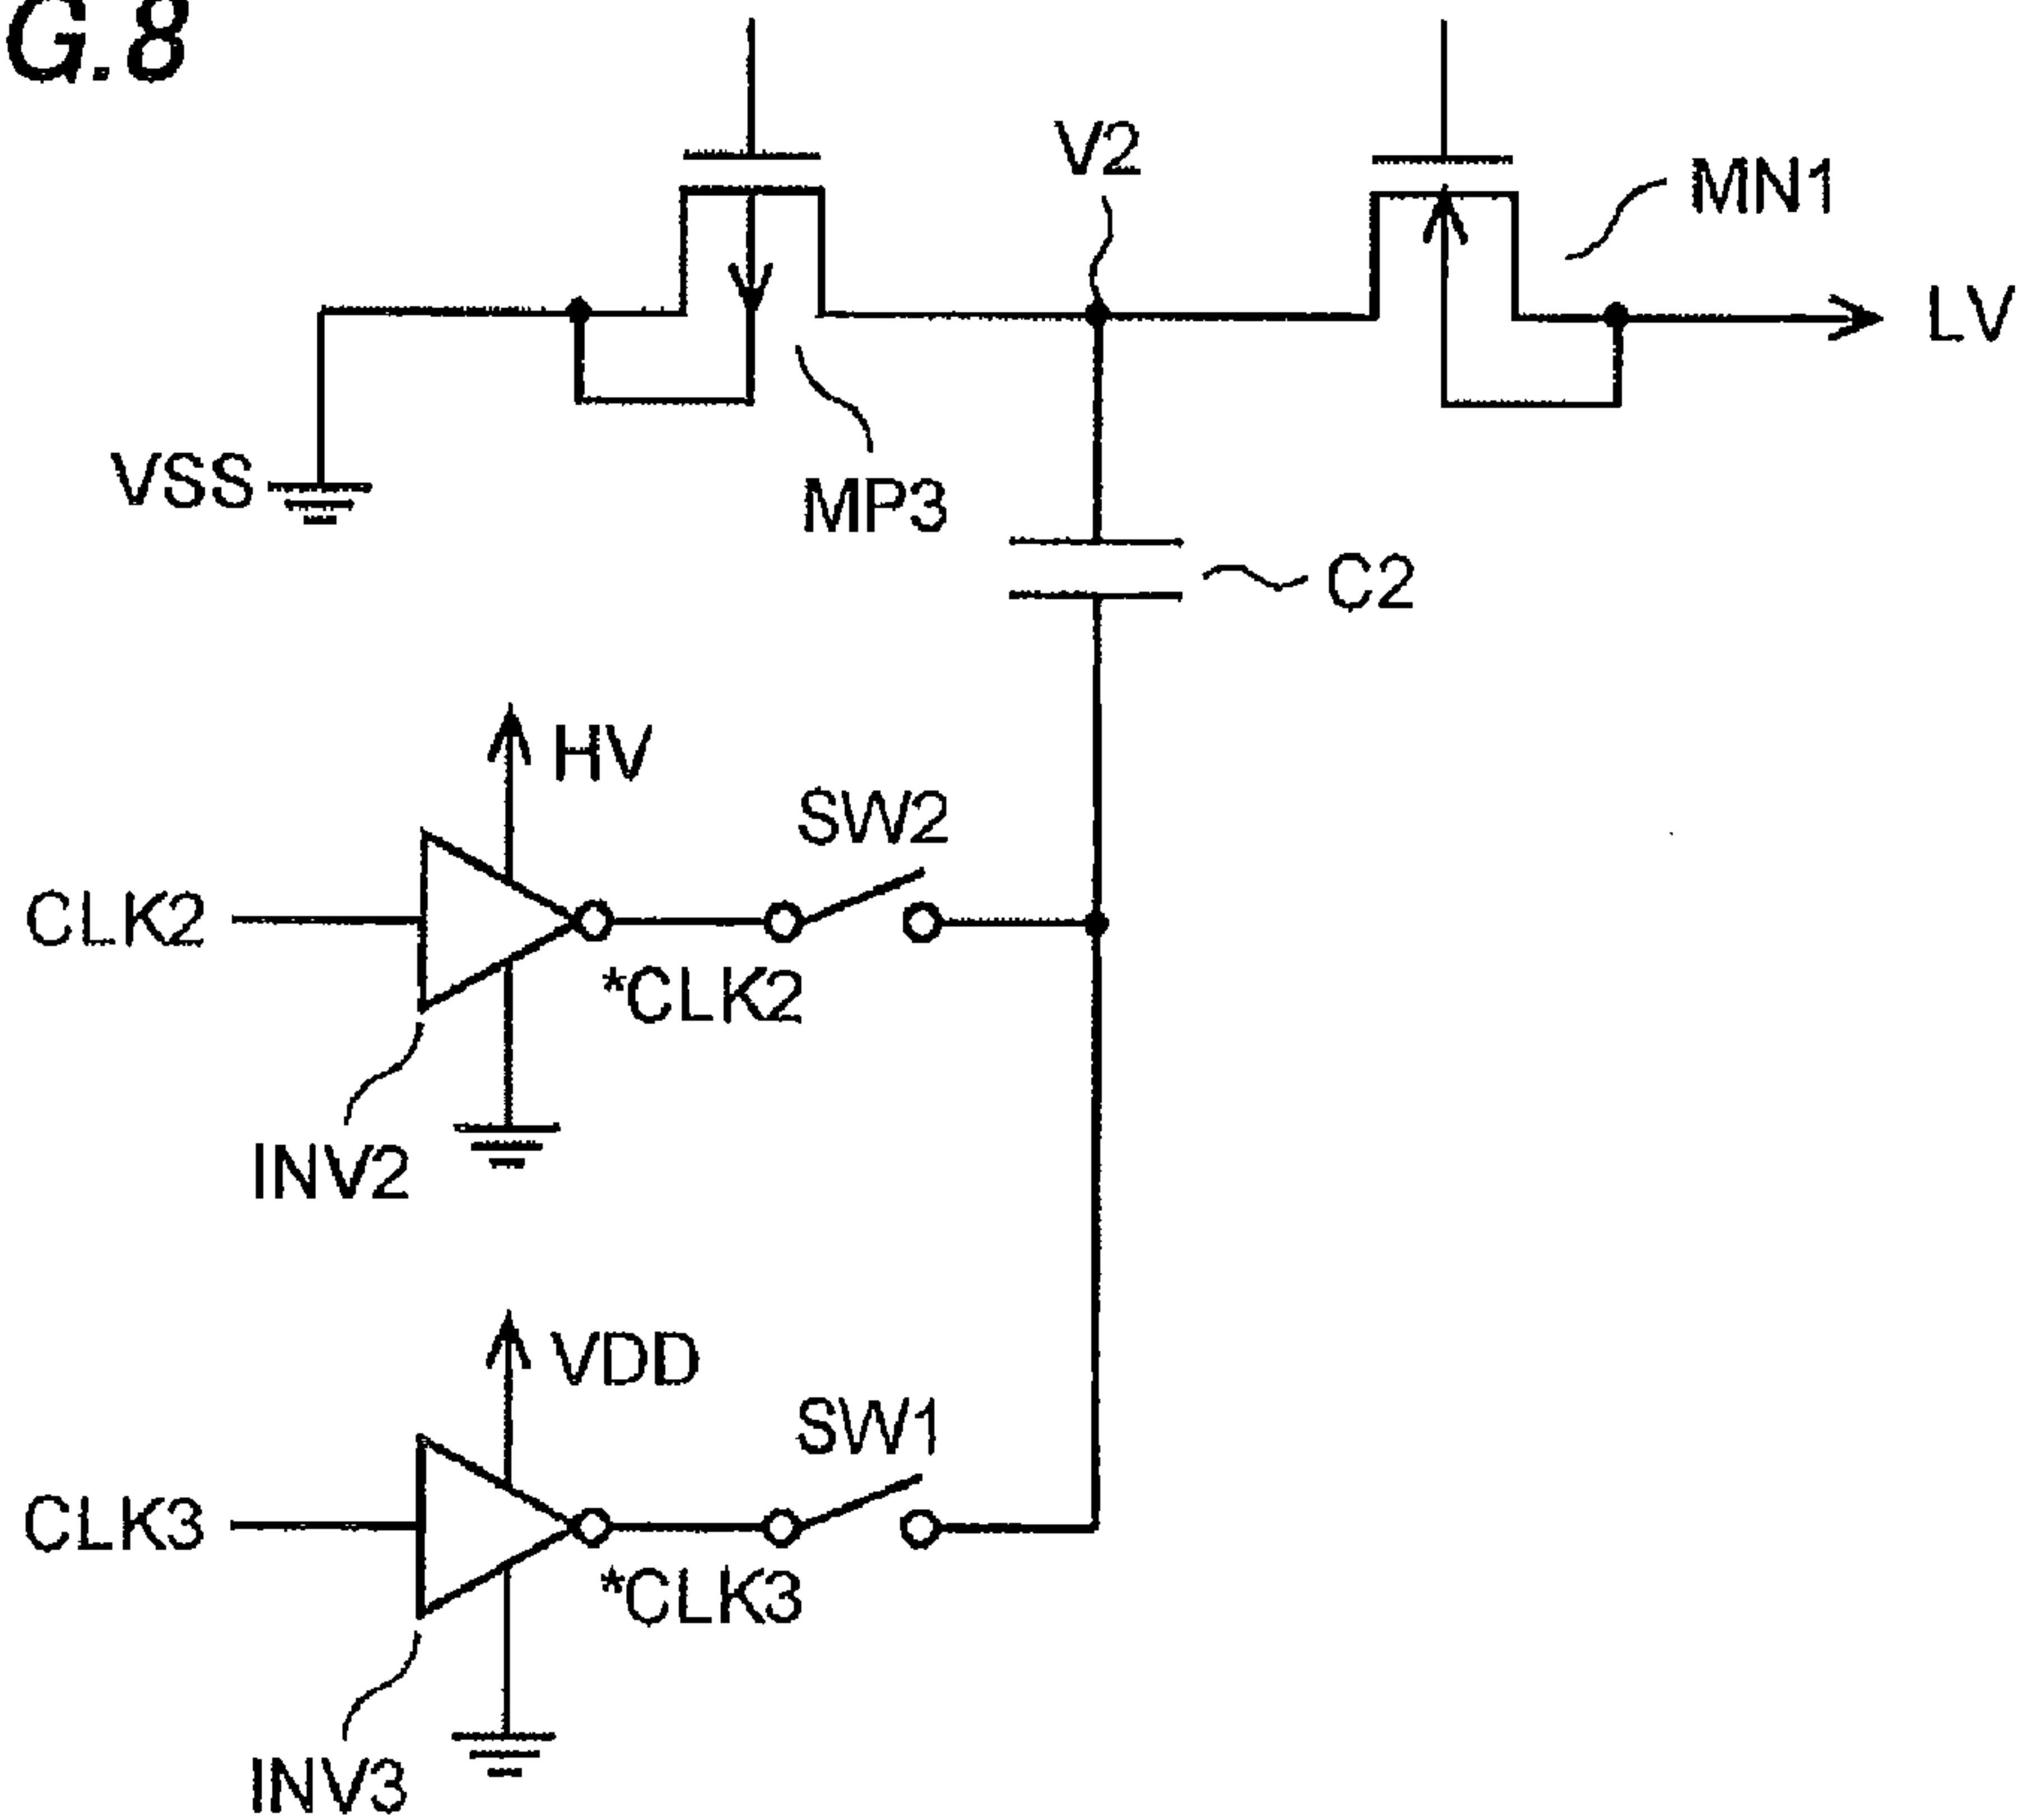 G.8
V2
MN1
LV
VSS
MP3
C2
HV
SW2
CLK2
*CLK2
INV2
VDD
SW1
CLK3
*CLK3
INV3